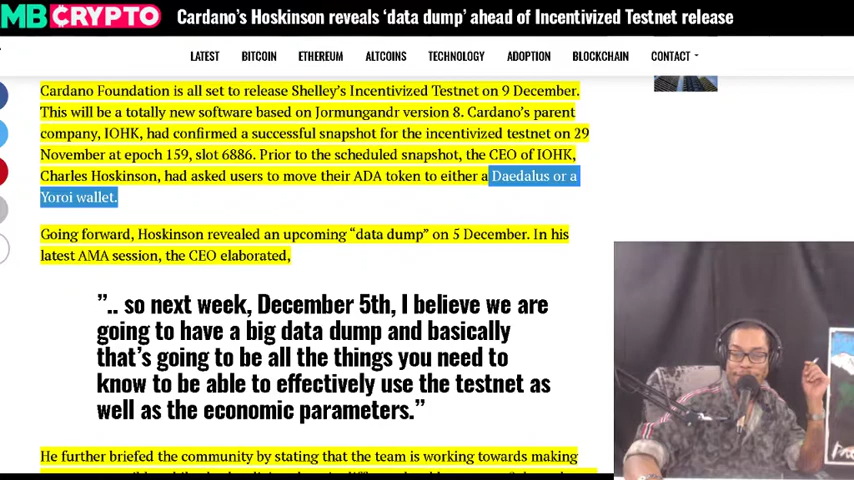 MBCRYPTO
Cardano's Hoskinson reveals 'data dump' ahead of Incentivized Testnet release
LATEST BITCOIN ETHEREUM ALTCOINS TECHNOLOGY ADOPTION BLOCKCHAIN CONTACT
Cardano Foundation is all set to release Shelley's Incentivized Testnet on 9 December.
This will be a totally new software based on Jormungandr version 8. Cardano's parent
company, IOHK, had confirmed a successful snapshot for the incentivized testnet on 29
November at epoch 159, slot 6886. Prior to the scheduled snapshot, the CEO of IOHK,
Charles Hoskinson, had asked users to move their ADA token to either a Daedalus or a
Yoroi wallet.
Going forward, Hoskinson revealed an upcoming “data dump” on 5 December. In his
latest AMA session, the CEO elaborated,
”.. so next week, December 5th, I believe we are
going to have a big data dump and basically
that's going to be all the things you need to
know to be able to effectively use the testnet as
well as the economic parameters.”
He further briefed the community by stating that the team is working towards making